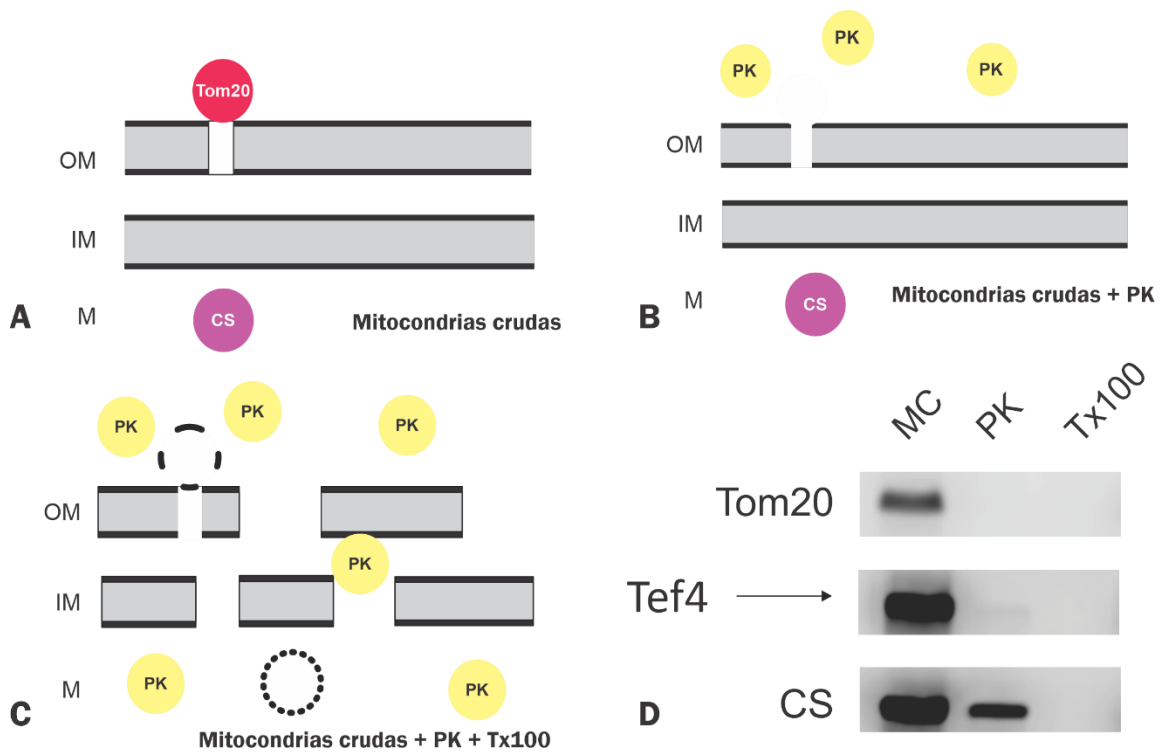 Tom20
OM
IM
M
CS
A
Mitocondrias crudas
PK
PK
PK
OM
IM
M
CS
B
Mitocondrias crudas + PK
PK
PK
PK
OM
PK
IM
M
PK
PK
C
Mitocondrias crudas + PK + Tx100
MC
PK
Tx100
Tom20
Tef4
CS
D